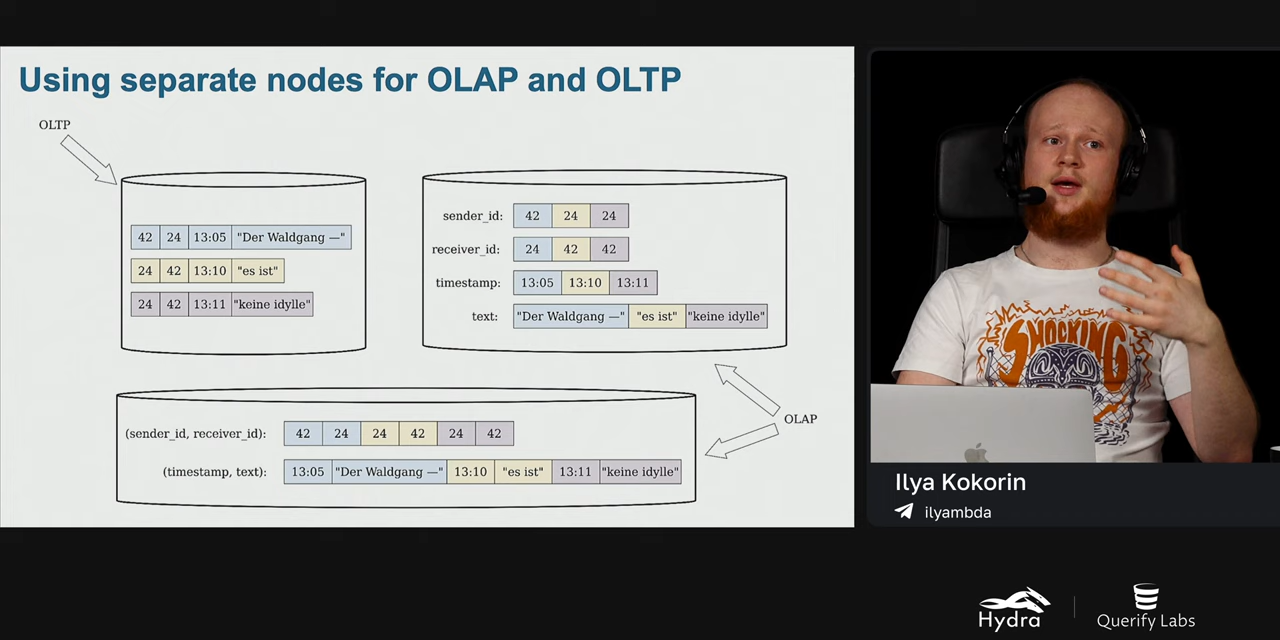 Using separate nodes for OLAP and OLTP
OLTP
42 24 13:05 "Der Waldgang —"
24 42 13:10 "es ist"
24 42 13:11 "keine idylle"
sender_id: 42 24 24
receiver_id: 24 42 42
timestamp: 13:05 13:10 13:11
text: "Der Waldgang —" "es ist" "keine idylle"
OLAP
(sender_id, receiver_id): 42 24 24 42 24 42
(timestamp, text): 13:05 "Der Waldgang —" 13:10 "es ist" 13:11 "keine idylle"
SHOCKING
Ilya Kokorin
ilyambda
Hydra
Querify Labs